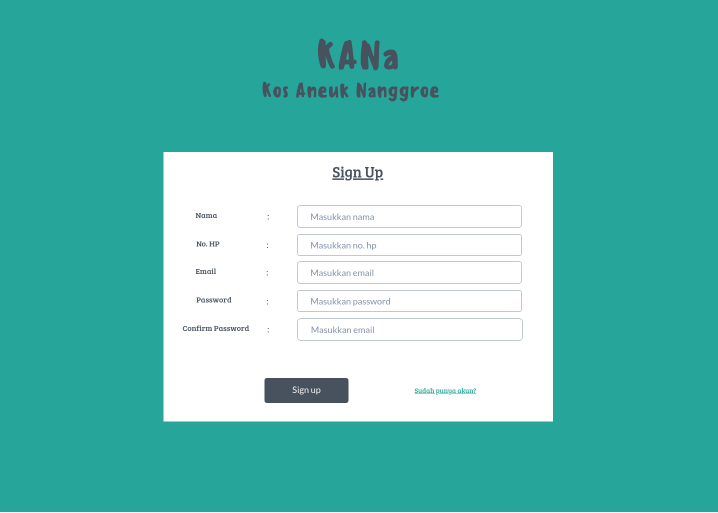 KANa
Kos Aneuk Nanggroe
Sign Up
Nama : Masukkan nama
No. HP : Masukkan no. hp
Email : Masukkan email
Password : Masukkan password
Confirm Password : Masukkan email
Sign up Sudah punya akun?